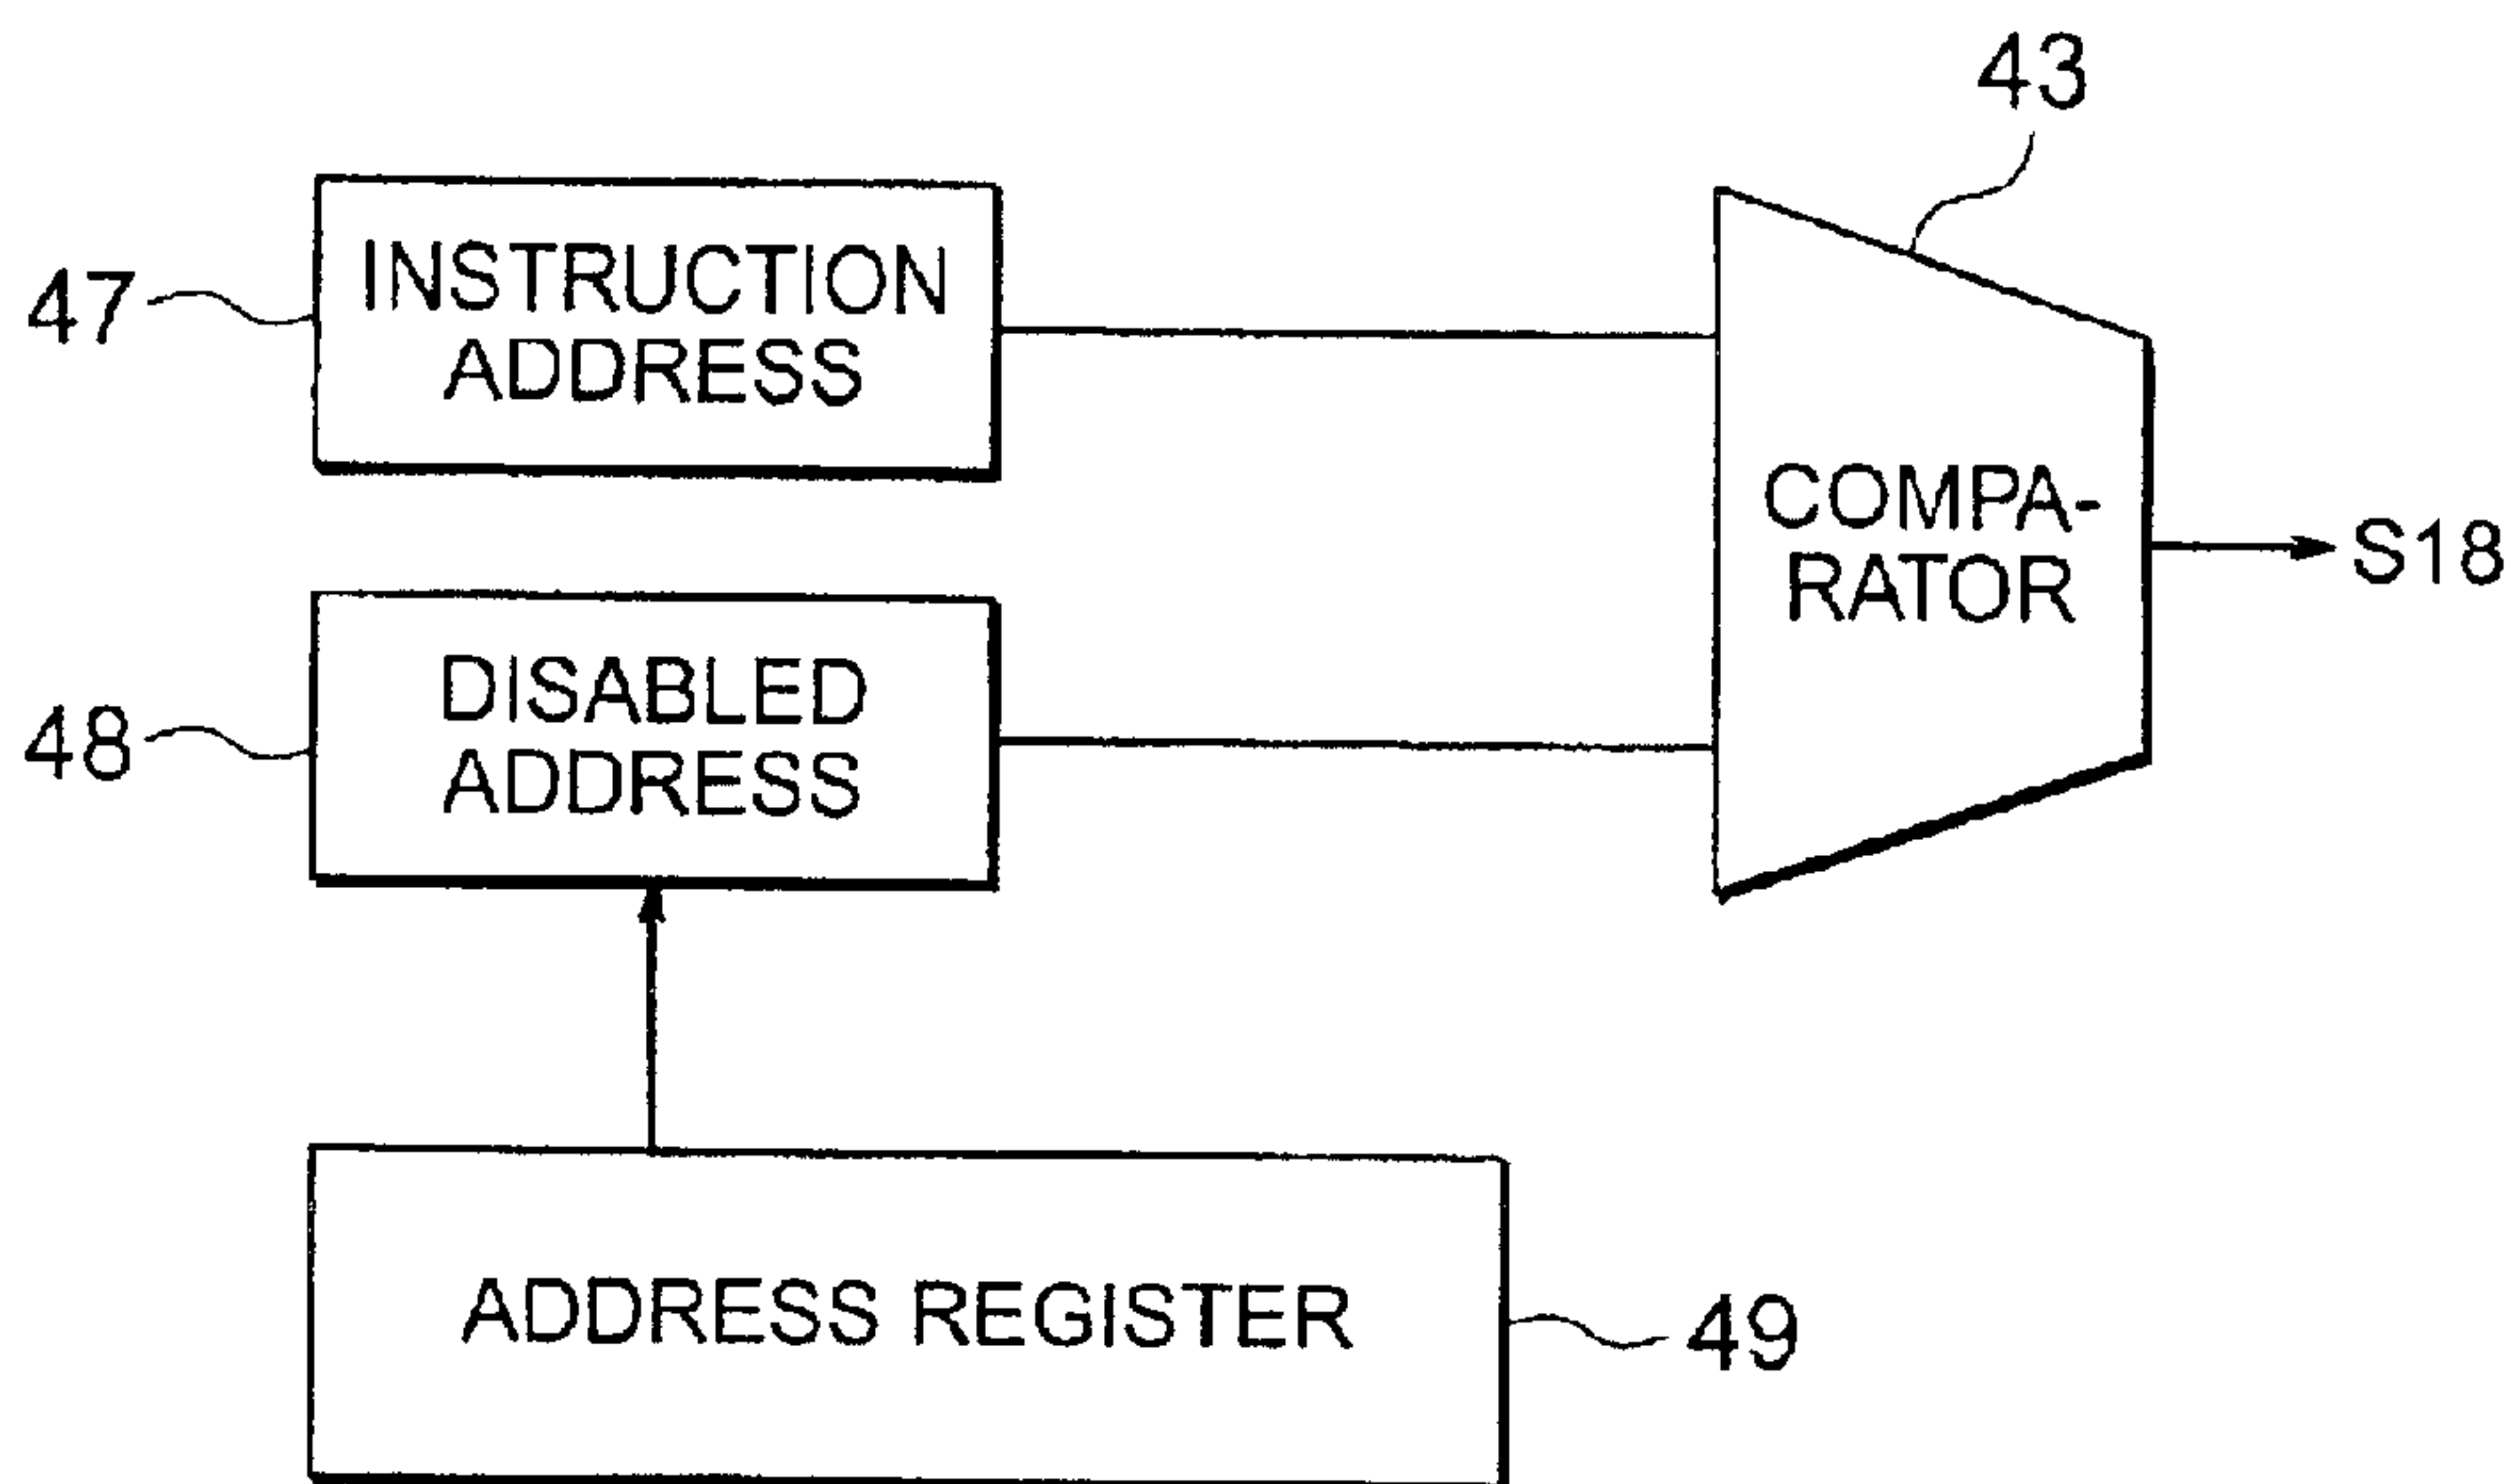 43
47
INSTRUCTION
ADDRESS
COMPA-
RATOR
S18
48
DISABLED
ADDRESS
ADDRESS REGISTER
49